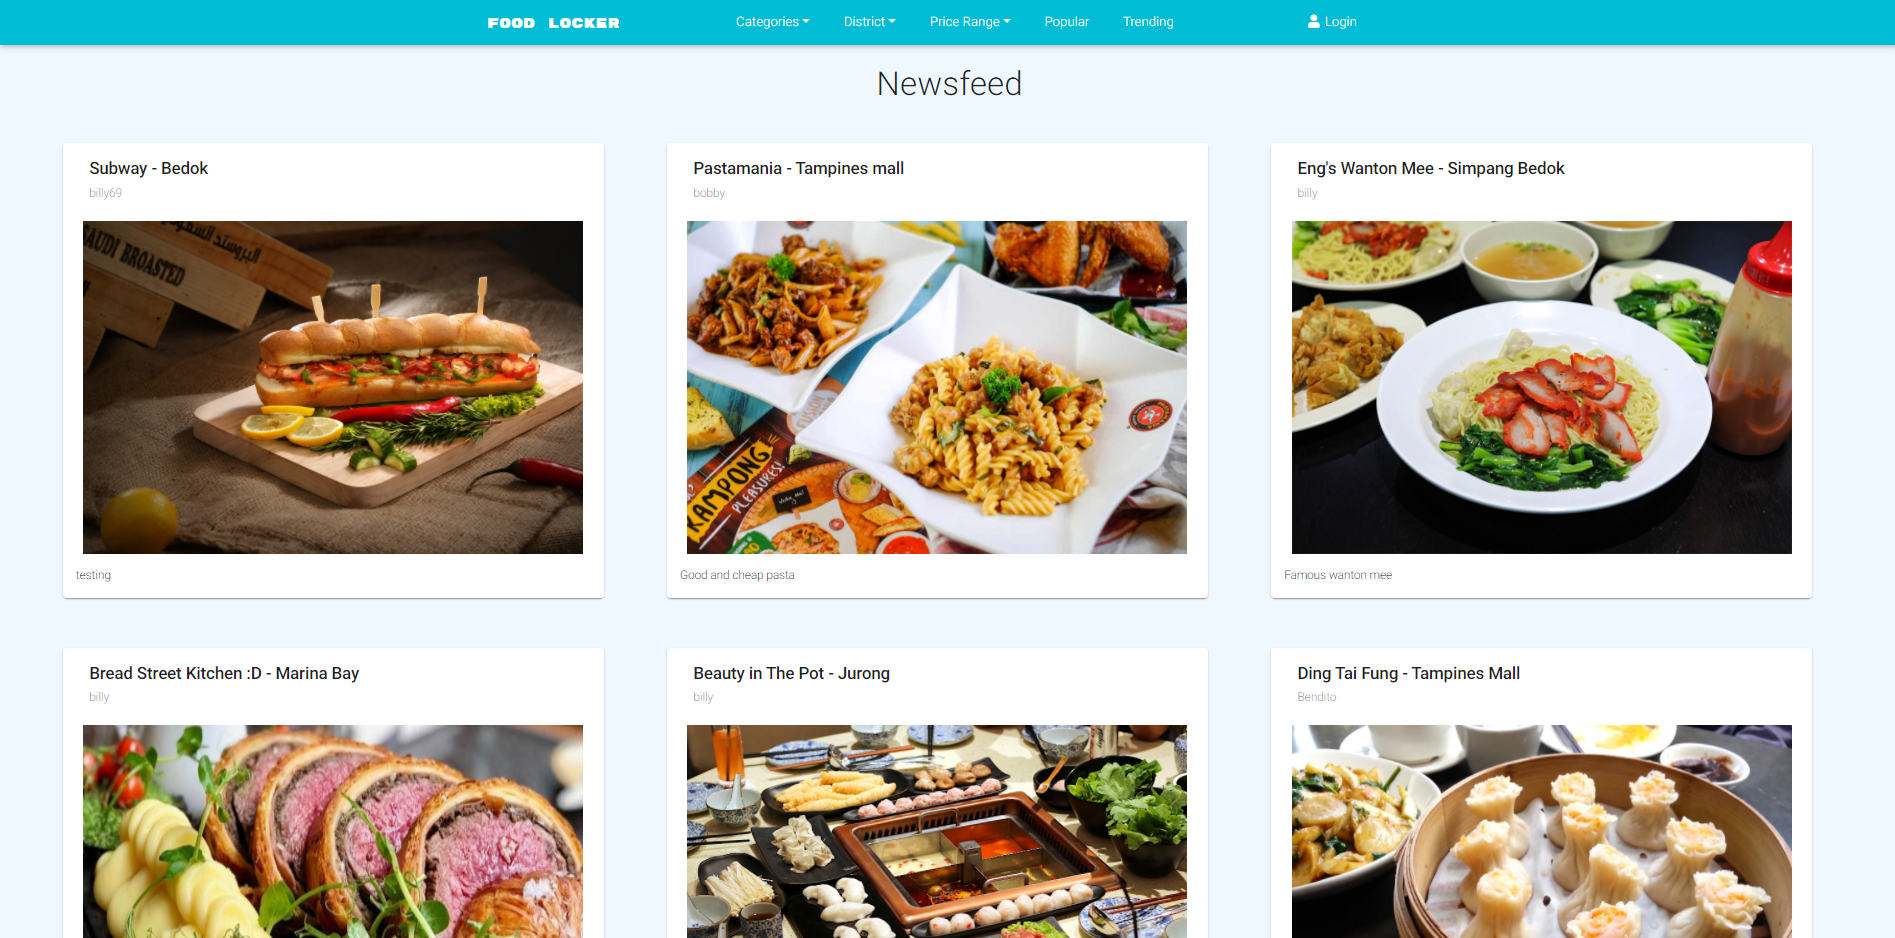 FOOD LOCKER
Categories
District
Price Range
Popular
Trending
Login
Newsfeed
Subway - Bedok
billy69
SAUDI BROASTED
testing
Pastamania - Tampines mall
bobby
KAMPONG
PLEASURES!
Good and cheap pasta
Eng's Wanton Mee - Simpang Bedok
billy
Famous wanton mee
Bread Street Kitchen :D - Marina Bay
billy
Beauty in The Pot - Jurong
billy
Ding Tai Fung - Tampines Mall
Bendito